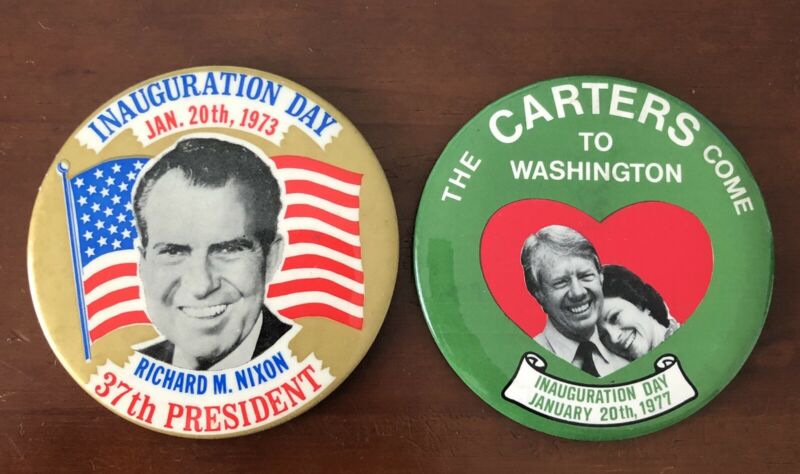 INAUGURATION DAY
JAN. 20th, 1973
RICHARD M. NIXON
37th PRESIDENT
THE CARTERS COME
TO
WASHINGTON
INAUGURATION DAY
JANUARY 20th, 1977